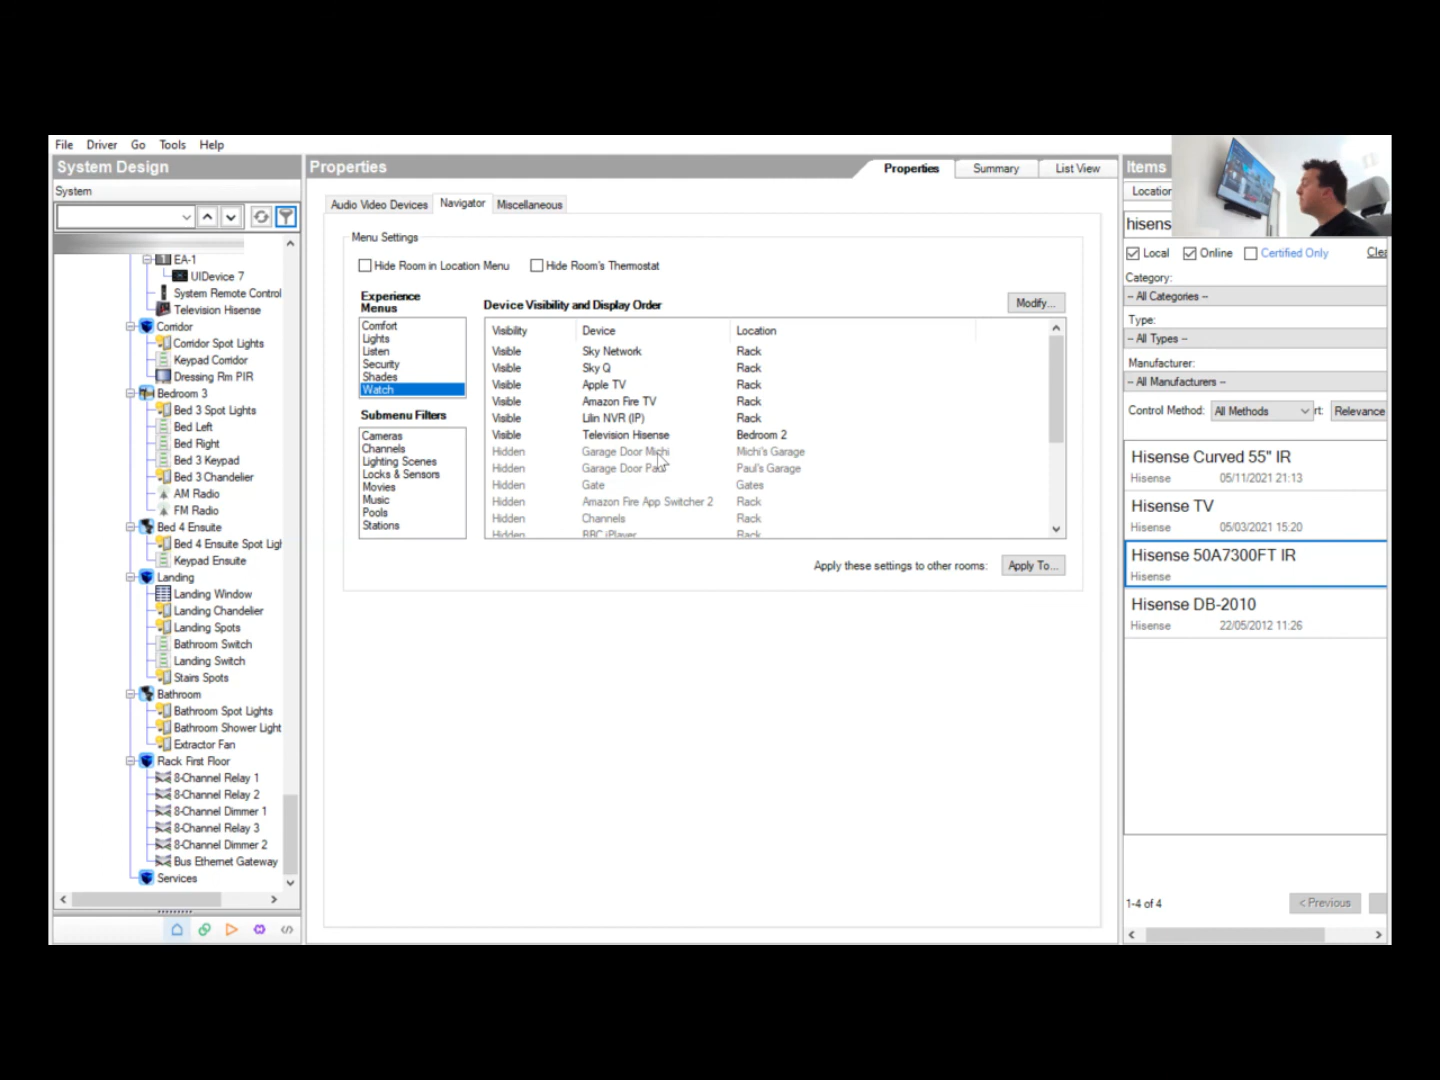 File Driver Go Tools Help
System Design
System
EA-1
UIDevice 7
System Remote Control
Television Hisense
Corridor
Corridor Spot Lights
Keypad Corridor
Dressing Rm PIR
Bedroom 3
Bed 3 Spot Lights
Bed Left
Bed Right
Bed 3 Keypad
Bed 3 Chandelier
AM Radio
FM Radio
Bed 4 Ensuite
Bed 4 Ensuite Spot Ligh
Keypad Ensuite
Landing
Landing Window
Landing Chandelier
Landing Spots
Bathroom Switch
Landing Switch
Stairs Spots
Bathroom
Bathroom Spot Lights
Bathroom Shower Light
Extractor Fan
Rack First Floor
8-Channel Relay 1
8-Channel Relay 2
8-Channel Dimmer 1
8-Channel Relay 3
8-Channel Dimmer 2
Bus Ethernet Gateway
Services
Properties
Properties Summary List View
Audio Video Devices Navigator Miscellaneous
Menu Settings
Hide Room in Location Menu Hide Room's Thermostat
Experience Menus
Comfort
Lights
Listen
Security
Shades
Watch
Submenu Filters
Cameras
Channels
Lighting Scenes
Locks & Sensors
Movies
Music
Pools
Stations
Device Visibility and Display Order
Modify...
Visibility Device Location
Visible Sky Network Rack
Visible Sky Q Rack
Visible Apple TV Rack
Visible Amazon Fire TV Rack
Visible Lilin NVR (IP) Rack
Visible Television Hisense Bedroom 2
Hidden Garage Door Michi Michi's Garage
Hidden Garage Door Paul Paul's Garage
Hidden Gate Gates
Hidden Amazon Fire App Switcher 2 Rack
Hidden Channels Rack
Hidden BBC iPlayer Rack
Apply these settings to other rooms: Apply To...
Items
Location
hisens
Local Online Certified Only Clea
Category:
-- All Categories --
Type:
-- All Types --
Manufacturer:
-- All Manufacturers --
Control Method: All Methods rt: Relevance
Hisense Curved 55" IR
Hisense 05/11/2021 21:13
Hisense TV
Hisense 05/03/2021 15:20
Hisense 50A7300FT IR
Hisense
Hisense DB-2010
Hisense 22/05/2012 11:26
1-4 of 4 < Previous